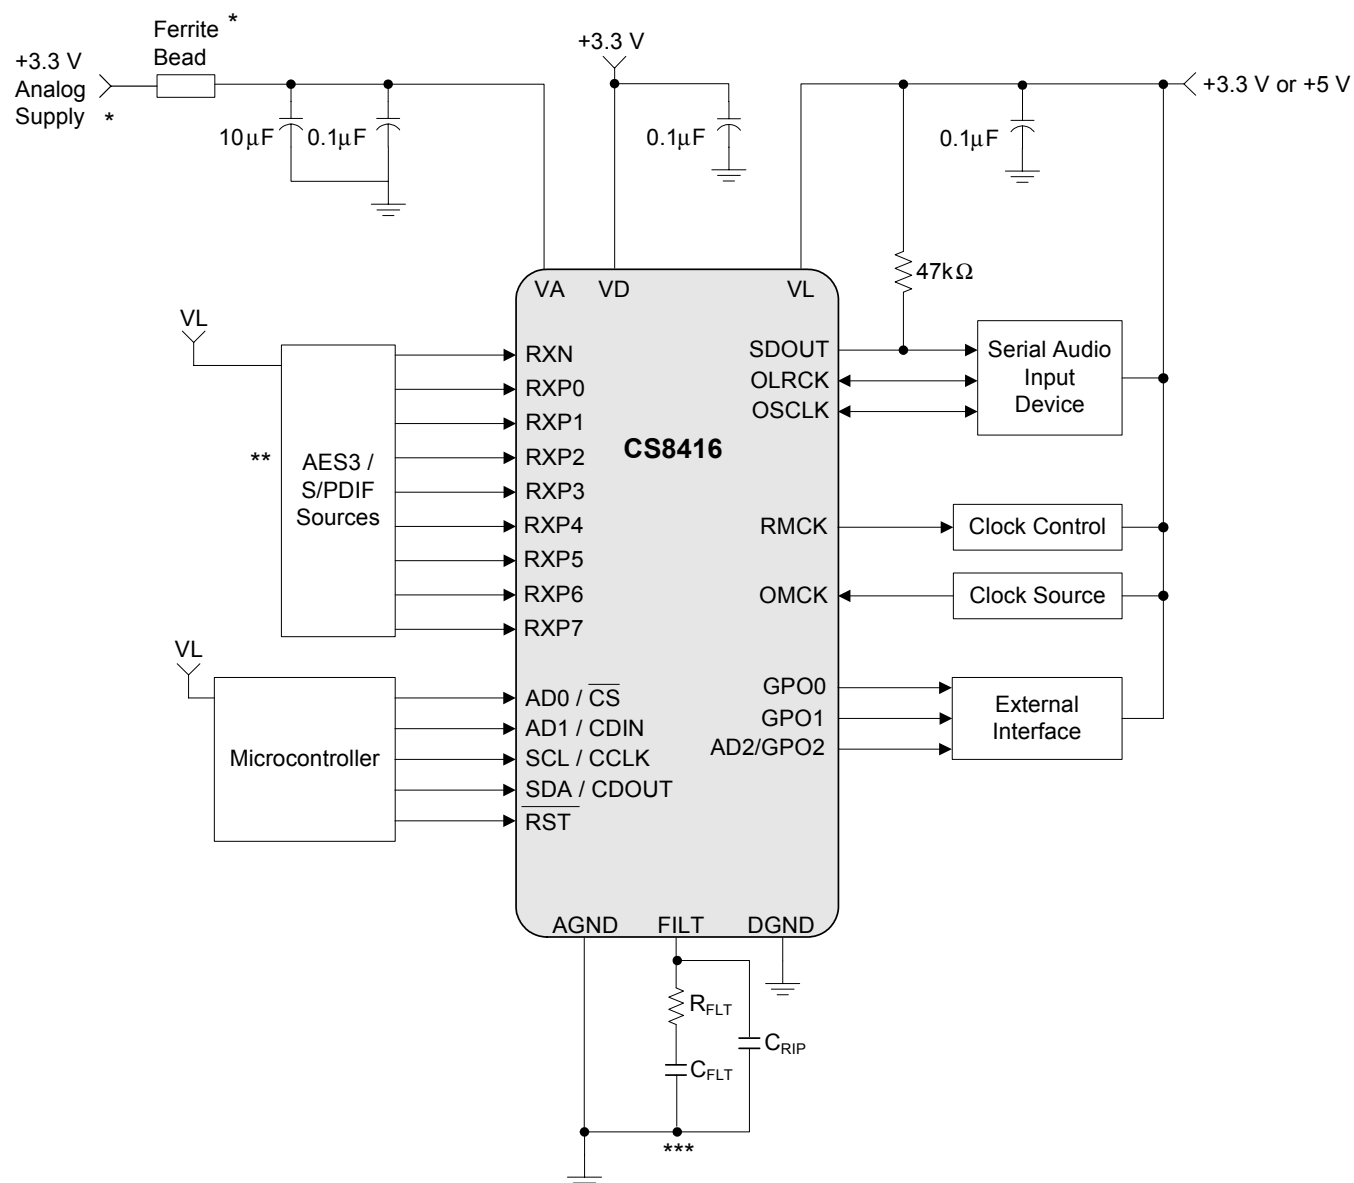 Ferrite *
Bead
+3.3 V
Analog
Supply *
10µF
0.1µF
+3.3 V
0.1µF
0.1µF
+3.3 V or +5 V
47kΩ
VA
VD
VL
VL
AES3 /
S/PDIF
Sources
**
RXN
RXP0
RXP1
RXP2
RXP3
RXP4
RXP5
RXP6
RXP7
VL
Microcontroller
AD0 / C̅S̅
AD1 / CDIN
SCL / CCLK
SDA / CDOUT
R̅S̅T̅
CS8416
SDOUT
OLRCK
OSCLK
RMCK
OMCK
GPO0
GPO1
AD2/GPO2
Serial Audio
Input
Device
Clock Control
Clock Source
External
Interface
AGND
FILT
DGND
RFLT
CFLT
CRIP
***